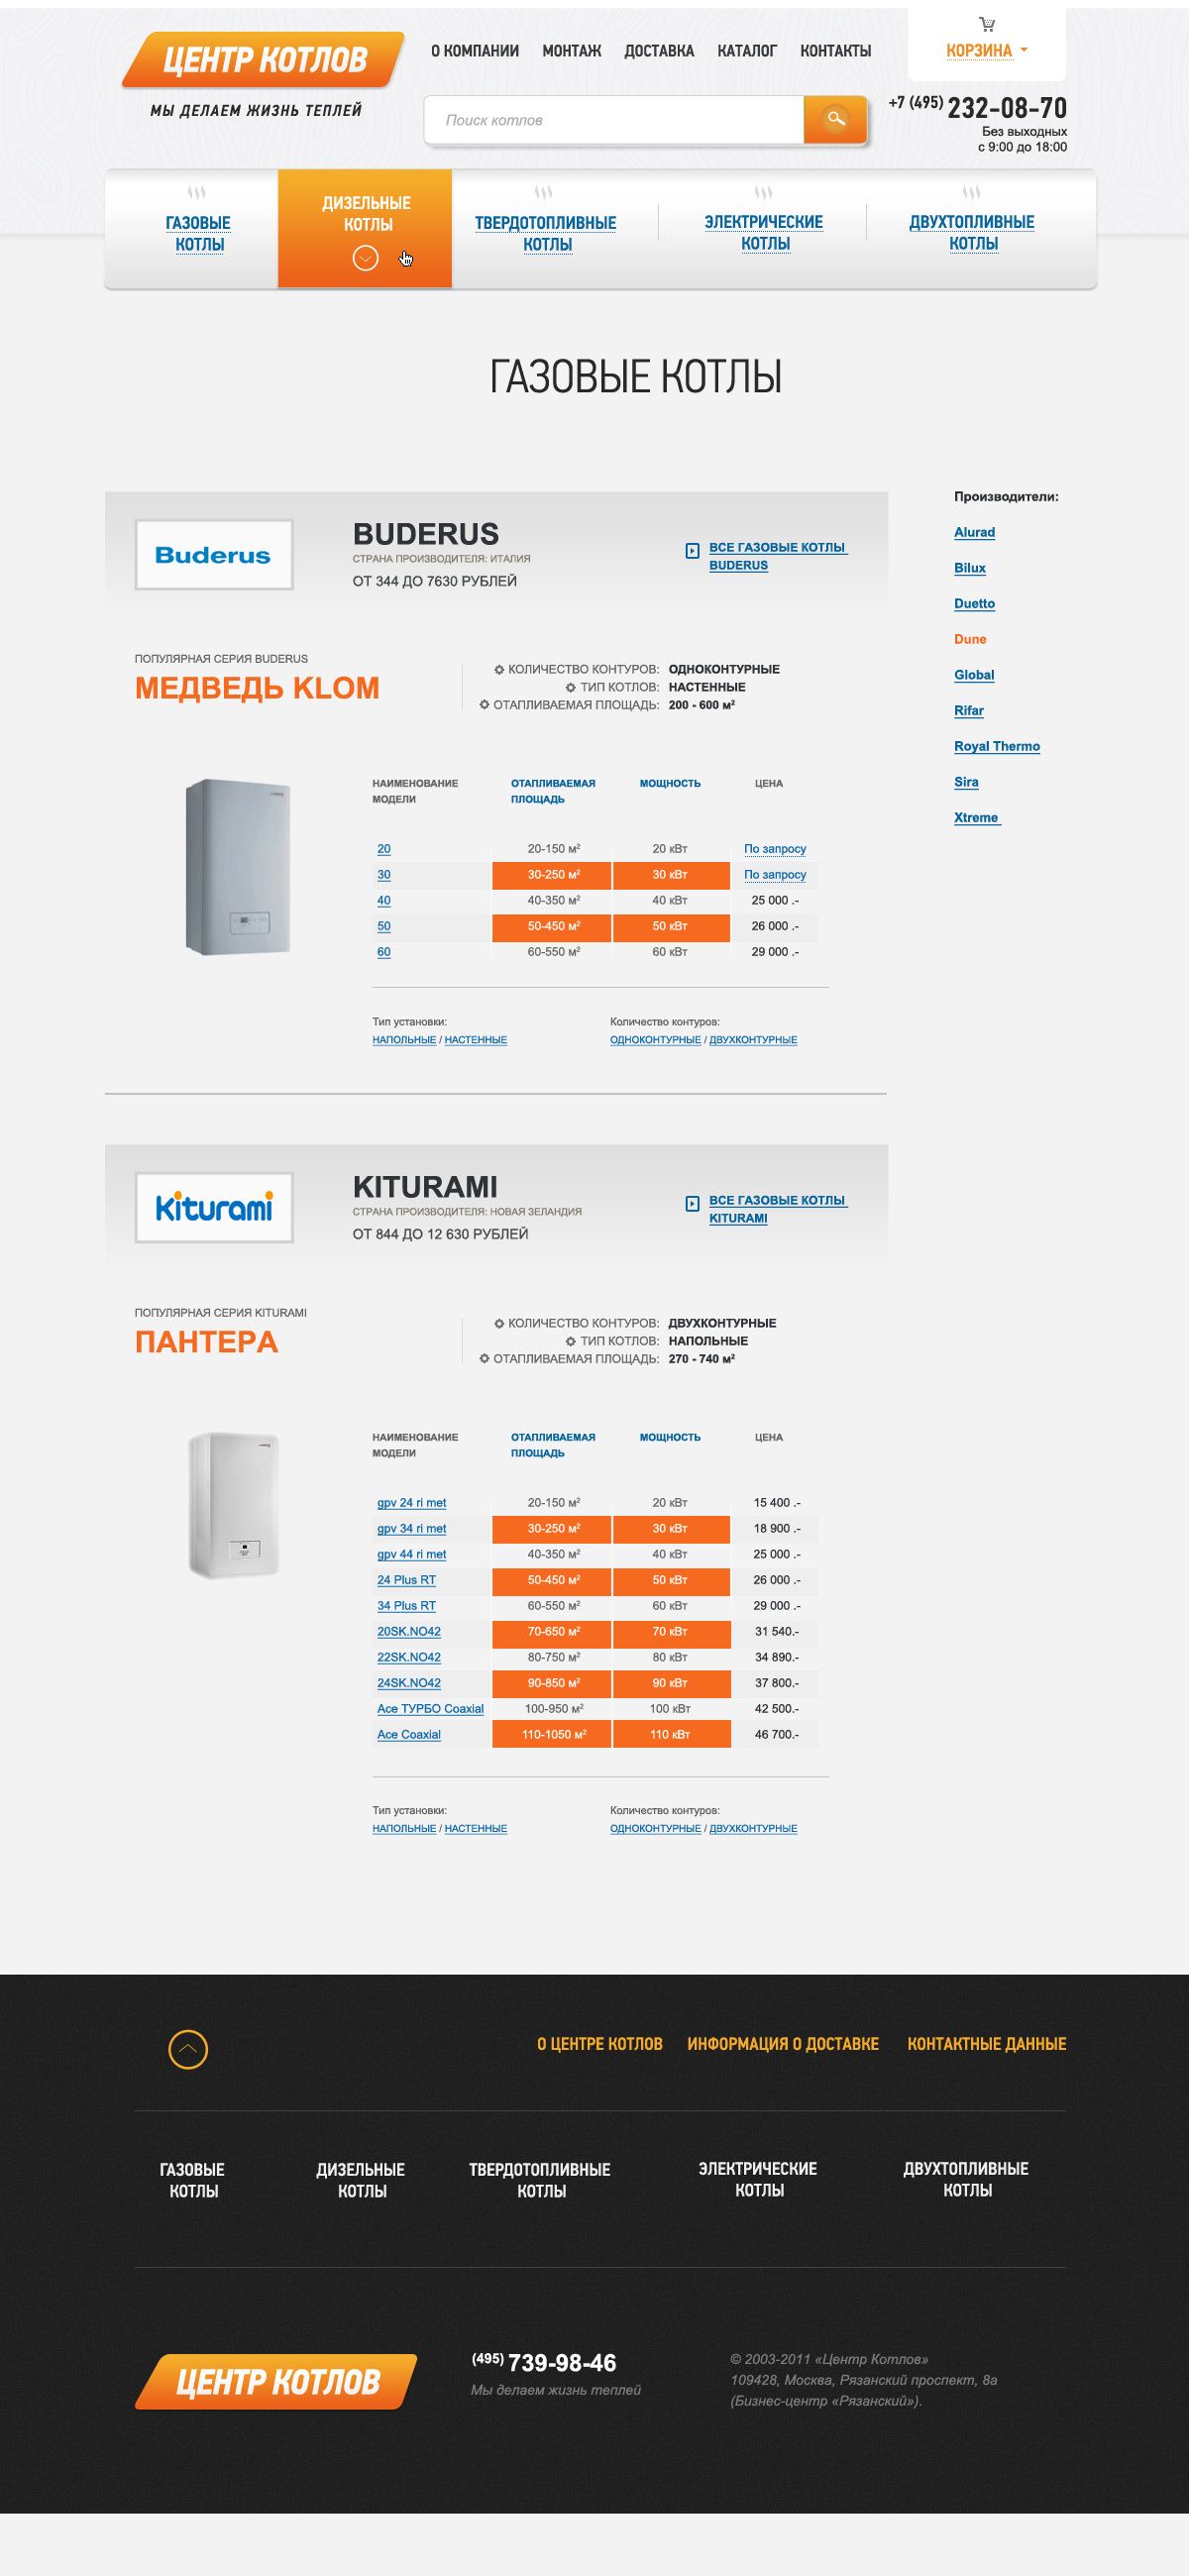 ЦЕНТР КОТЛОВ
МЫ ДЕЛАЕМ ЖИЗНЬ ТЕПЛЕЙ
О КОМПАНИИ МОНТАЖ ДОСТАВКА КАТАЛОГ КОНТАКТЫ
КОРЗИНА
Поиск котлов
+7 (495) 232-08-70
Без выходных
с 9:00 до 18:00
ГАЗОВЫЕ
КОТЛЫ
ДИЗЕЛЬНЫЕ
КОТЛЫ
ТВЕРДОТОПЛИВНЫЕ
КОТЛЫ
ЭЛЕКТРИЧЕСКИЕ
КОТЛЫ
ДВУХТОПЛИВНЫЕ
КОТЛЫ
ГАЗОВЫЕ КОТЛЫ
Buderus
BUDERUS
СТРАНА ПРОИЗВОДИТЕЛЯ: ИТАЛИЯ
ОТ 344 ДО 7630 РУБЛЕЙ
ВСЕ ГАЗОВЫЕ КОТЛЫ
BUDERUS
ПОПУЛЯРНАЯ СЕРИЯ BUDERUS
МЕДВЕДЬ KLOM
КОЛИЧЕСТВО КОНТУРОВ: ОДНОКОНТУРНЫЕ
ТИП КОТЛОВ: НАСТЕННЫЕ
ОТАПЛИВАЕМАЯ ПЛОЩАДЬ: 200 - 600 м²
НАИМЕНОВАНИЕ
МОДЕЛИ
ОТАПЛИВАЕМАЯ
ПЛОЩАДЬ
МОЩНОСТЬ
ЦЕНА
20 20-150 м² 20 кВт По запросу
30 30-250 м² 30 кВт По запросу
40 40-350 м² 40 кВт 25 000 .-
50 50-450 м² 50 кВт 26 000 .-
60 60-550 м² 60 кВт 29 000 .-
Тип установки:
НАПОЛЬНЫЕ / НАСТЕННЫЕ
Количество контуров:
ОДНОКОНТУРНЫЕ / ДВУХКОНТУРНЫЕ
Производители:
Alurad
Bilux
Duetto
Dune
Global
Rifar
Royal Thermo
Sira
Xtreme
Kiturami
KITURAMI
СТРАНА ПРОИЗВОДИТЕЛЯ: НОВАЯ ЗЕЛАНДИЯ
ОТ 844 ДО 12 630 РУБЛЕЙ
ВСЕ ГАЗОВЫЕ КОТЛЫ
KITURAMI
ПОПУЛЯРНАЯ СЕРИЯ KITURAMI
ПАНТЕРА
КОЛИЧЕСТВО КОНТУРОВ: ДВУХКОНТУРНЫЕ
ТИП КОТЛОВ: НАПОЛЬНЫЕ
ОТАПЛИВАЕМАЯ ПЛОЩАДЬ: 270 - 740 м²
НАИМЕНОВАНИЕ
МОДЕЛИ
ОТАПЛИВАЕМАЯ
ПЛОЩАДЬ
МОЩНОСТЬ
ЦЕНА
gpv 24 ri met 20-150 м² 20 кВт 15 400 .-
gpv 34 ri met 30-250 м² 30 кВт 18 900 .-
gpv 44 ri met 40-350 м² 40 кВт 25 000 .-
24 Plus RT 50-450 м² 50 кВт 26 000 .-
34 Plus RT 60-550 м² 60 кВт 29 000 .-
20SK.NO42 70-650 м² 70 кВт 31 540.-
22SK.NO42 80-750 м² 80 кВт 34 890.-
24SK.NO42 90-850 м² 90 кВт 37 800.-
Ace ТУРБО Coaxial 100-950 м² 100 кВт 42 500.-
Ace Coaxial 110-1050 м² 110 кВт 46 700.-
Тип установки:
НАПОЛЬНЫЕ / НАСТЕННЫЕ
Количество контуров:
ОДНОКОНТУРНЫЕ / ДВУХКОНТУРНЫЕ
О ЦЕНТРЕ КОТЛОВ ИНФОРМАЦИЯ О ДОСТАВКЕ КОНТАКТНЫЕ ДАННЫЕ
ГАЗОВЫЕ
КОТЛЫ
ДИЗЕЛЬНЫЕ
КОТЛЫ
ТВЕРДОТОПЛИВНЫЕ
КОТЛЫ
ЭЛЕКТРИЧЕСКИЕ
КОТЛЫ
ДВУХТОПЛИВНЫЕ
КОТЛЫ
ЦЕНТР КОТЛОВ
(495) 739-98-46
Мы делаем жизнь теплей
© 2003-2011 «Центр Котлов»
109428, Москва, Рязанский проспект, 8а
(Бизнес-центр «Рязанский»).